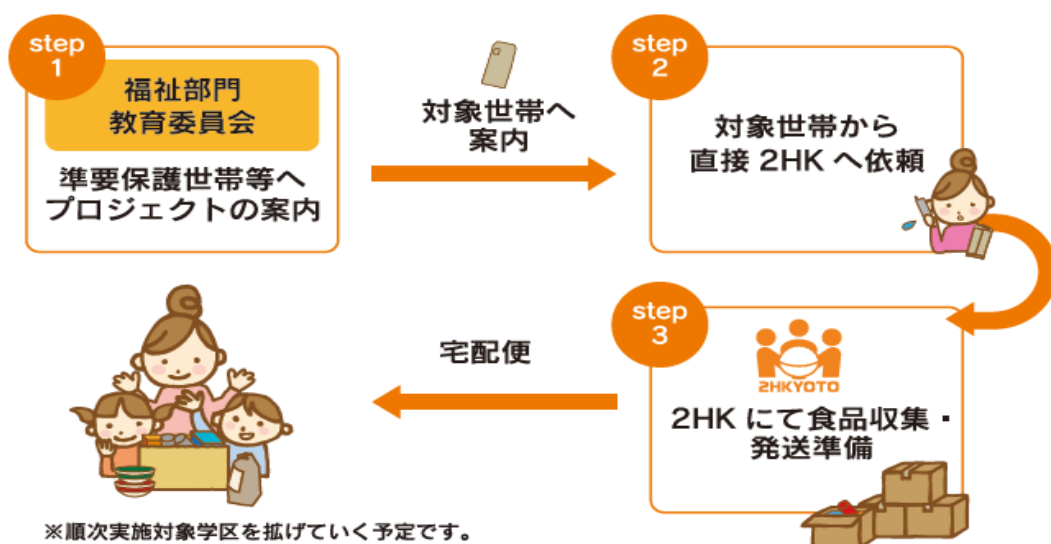 step
1
福祉部門
教育委員会
準要保護世帯等へ
プロジェクトの案内
対象世帯へ
案内
step
2
対象世帯から
直接 2HK へ依頼
step
3
2HKYOTO
2HK にて食品収集・
発送準備
宅配便
※順次実施対象学区を拡げていく予定です。